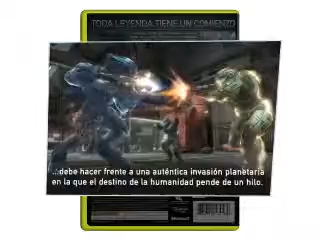 TODA LEYENDA TIENE UN COMIENZO
...debe hacer frente a una auténtica invasión planetaria
en la que el destino de la humanidad pende de un hilo.